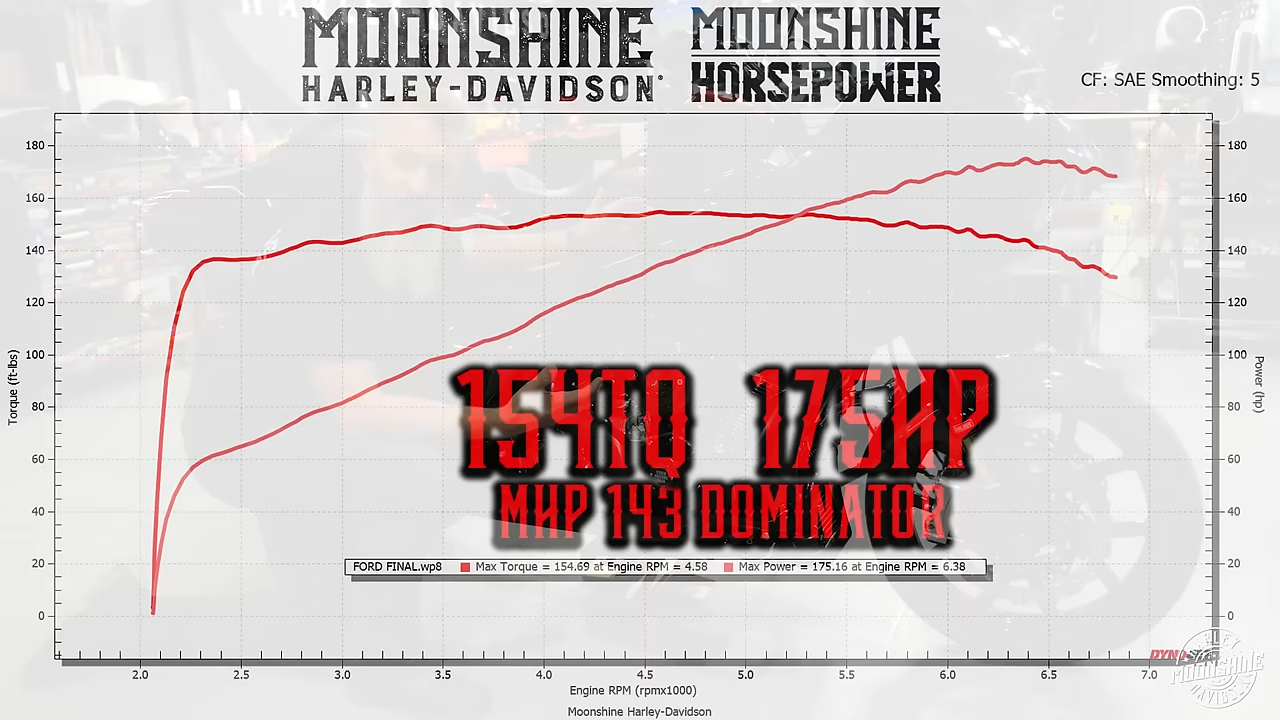 MOONSHINE
HARLEY-DAVIDSON
MOONSHINE
HORSEPOWER
CF: SAE Smoothing: 5
180
160
140
120
100
80
60
40
20
0
Torque (ft-lbs)
180
160
140
120
100
80
60
40
20
0
Power (hp)
154TQ 175HP
MHP 143 DOMINATOR
FORD FINAL.wp8 Max Torque = 154.69 at Engine RPM = 4.58 Max Power = 175.16 at Engine RPM = 6.38
2.0 2.5 3.0 3.5 4.0 4.5 5.0 5.5 6.0 6.5 7.0
Engine RPM (rpmx1000)
Moonshine Harley-Davidson
MOONSHINE